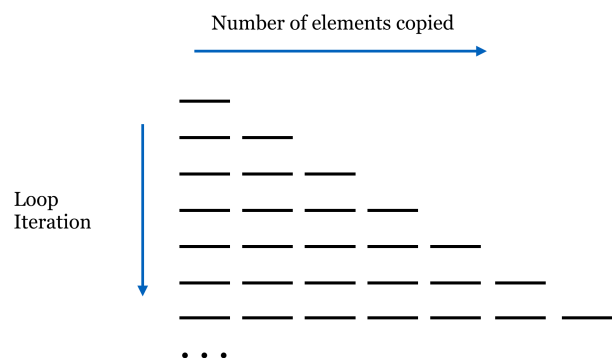 Number of elements copied
Loop
Iteration
. . .